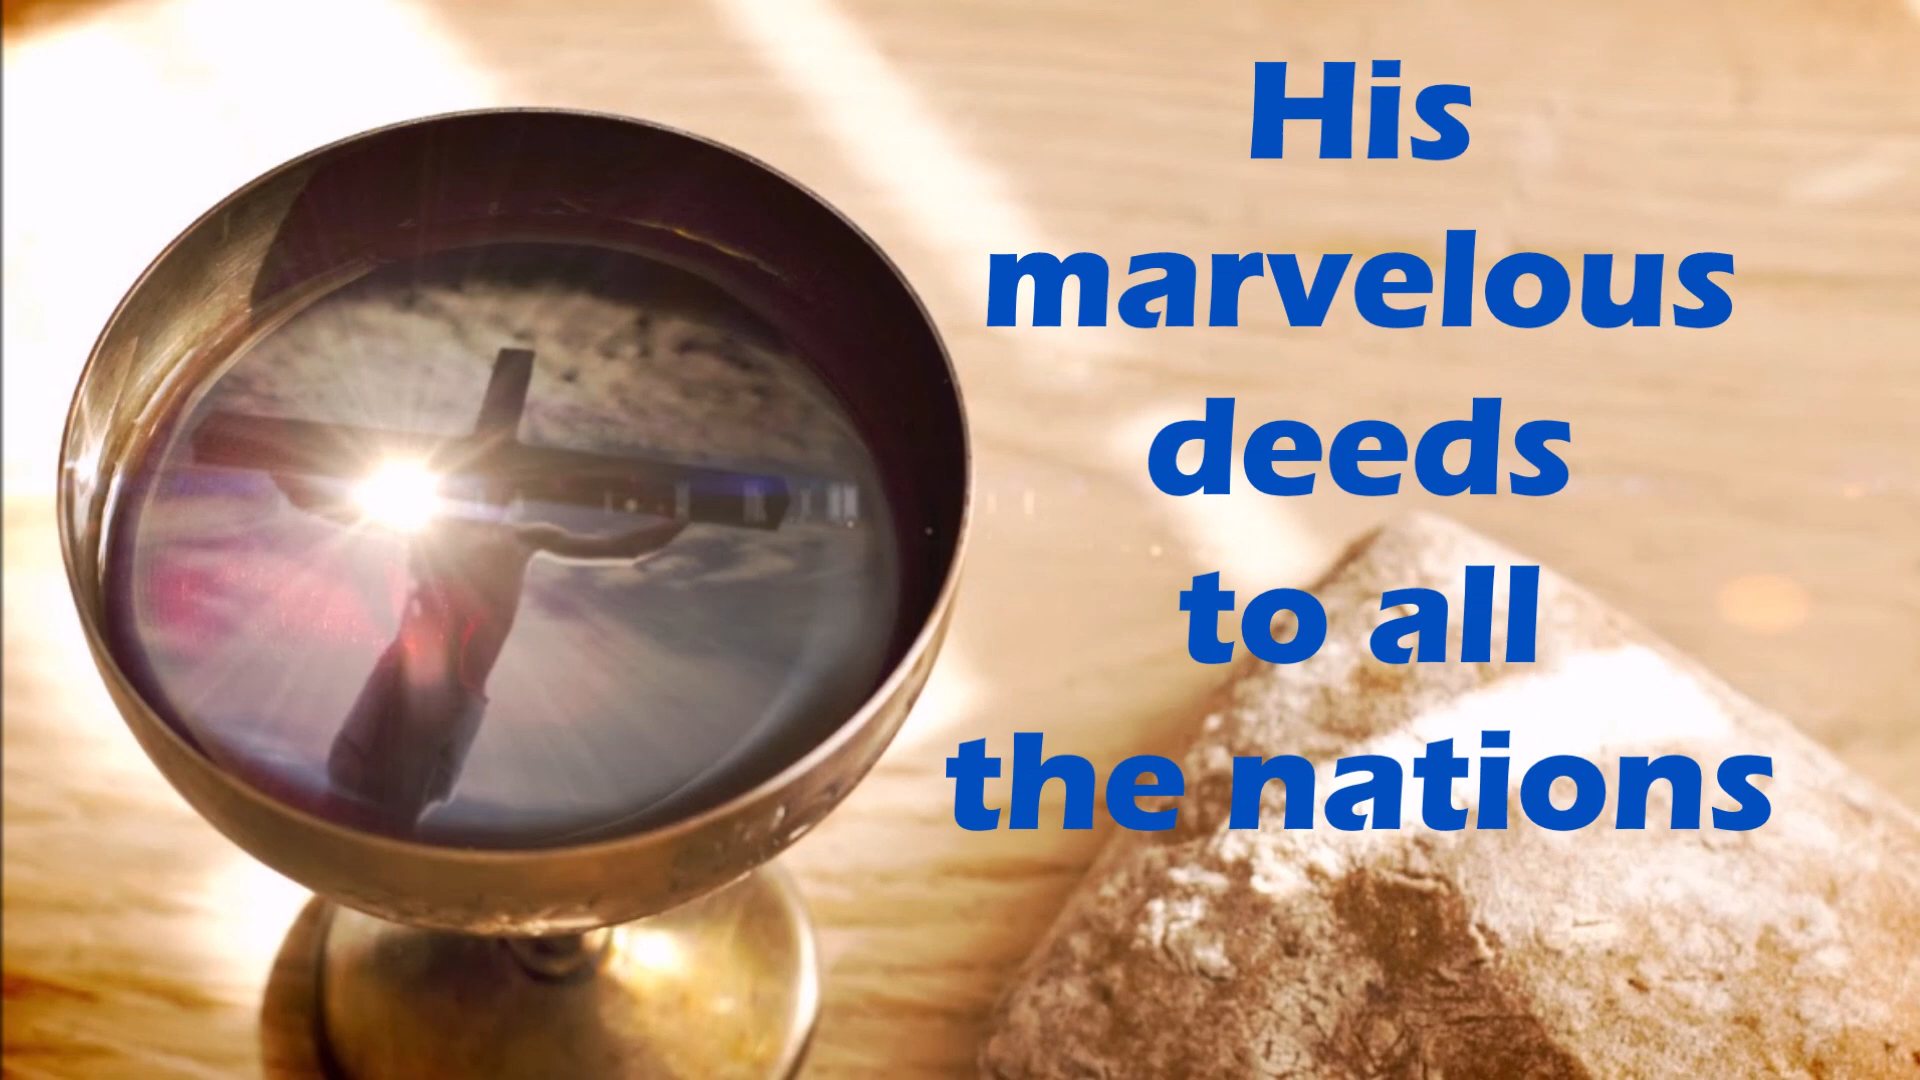 His
marvelous
deeds
to all
the nations